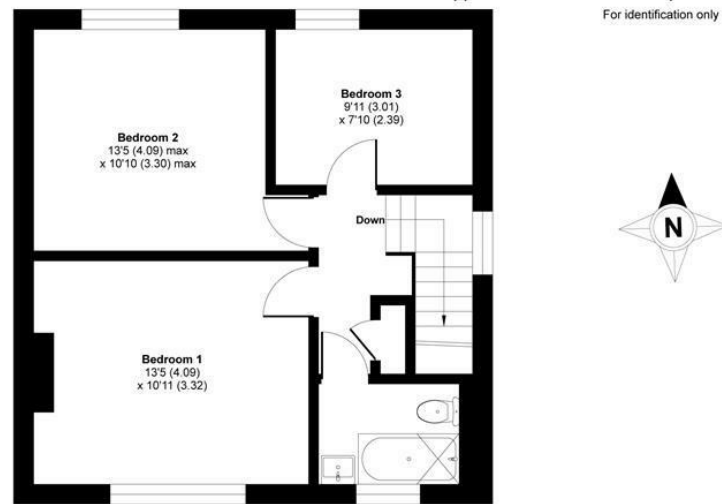 For identification only
Bedroom 3
9'11 (3.01)
x 7'10 (2.39)
Bedroom 2
13'5 (4.09) max
x 10'10 (3.30) max
Down
N
Bedroom 1
13'5 (4.09)
x 10'11 (3.32)